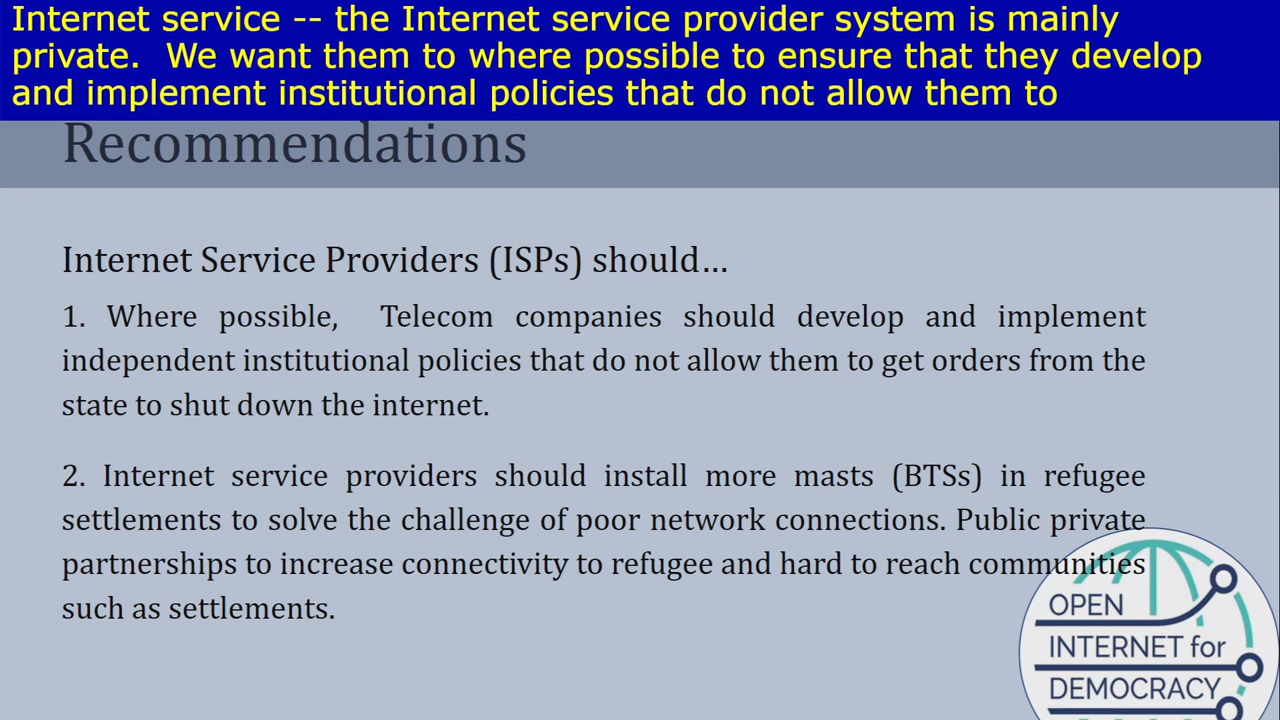 Internet service -- the Internet service provider system is mainly
private.  We want them to where possible to ensure that they develop
and implement institutional policies that do not allow them to
Recommendations
Internet Service Providers (ISPs) should…
1. Where possible,  Telecom companies should develop and implement
independent institutional policies that do not allow them to get orders from the
state to shut down the internet.
2. Internet service providers should install more masts (BTSs) in refugee
settlements to solve the challenge of poor network connections. Public private
partnerships to increase connectivity to refugee and hard to reach communities
such as settlements.
OPEN
INTERNET for
DEMOCRACY